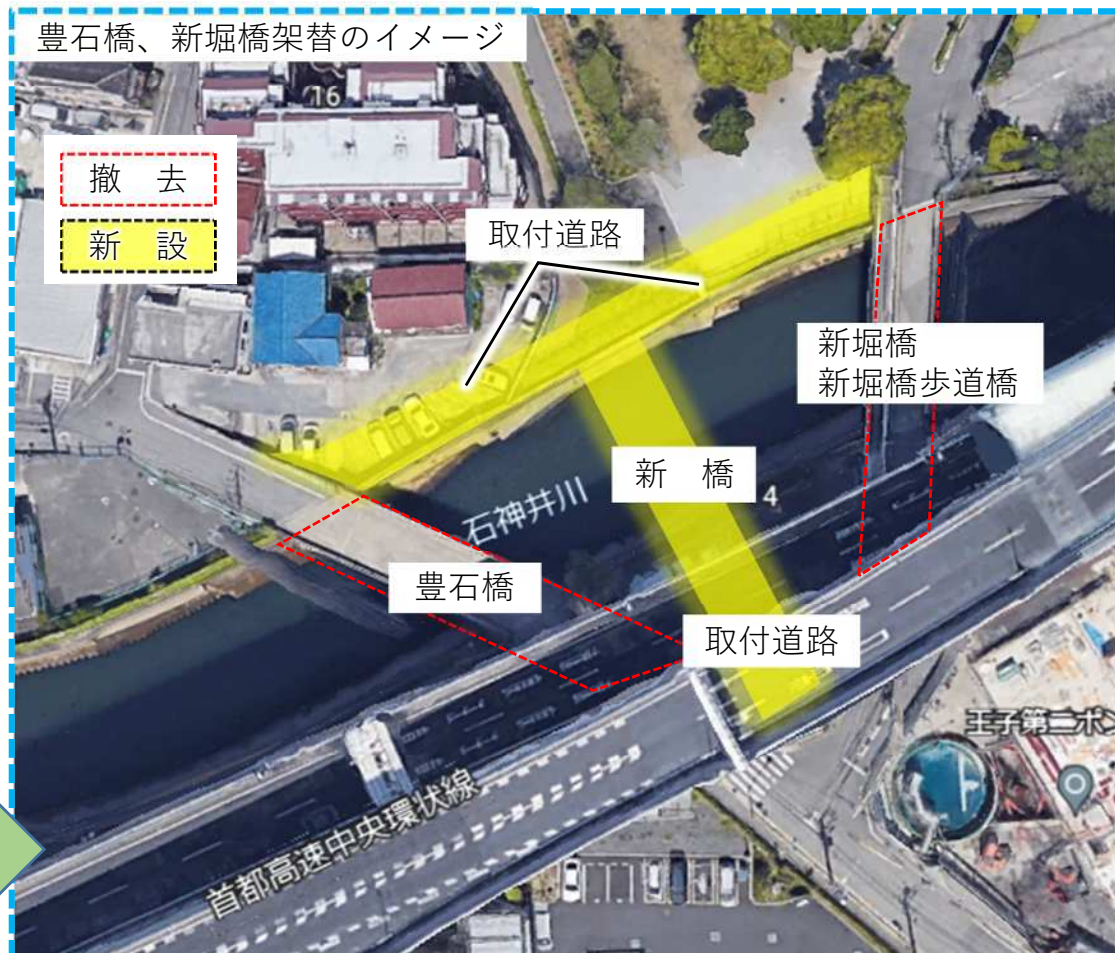 豊石橋、新堀橋架替のイメージ
16
撤 去
新 設
取付道路
新堀橋
新堀橋歩道橋
新 橋
4
石神井川
豊石橋
取付道路
王子第二ポン
首都高速中央環状線